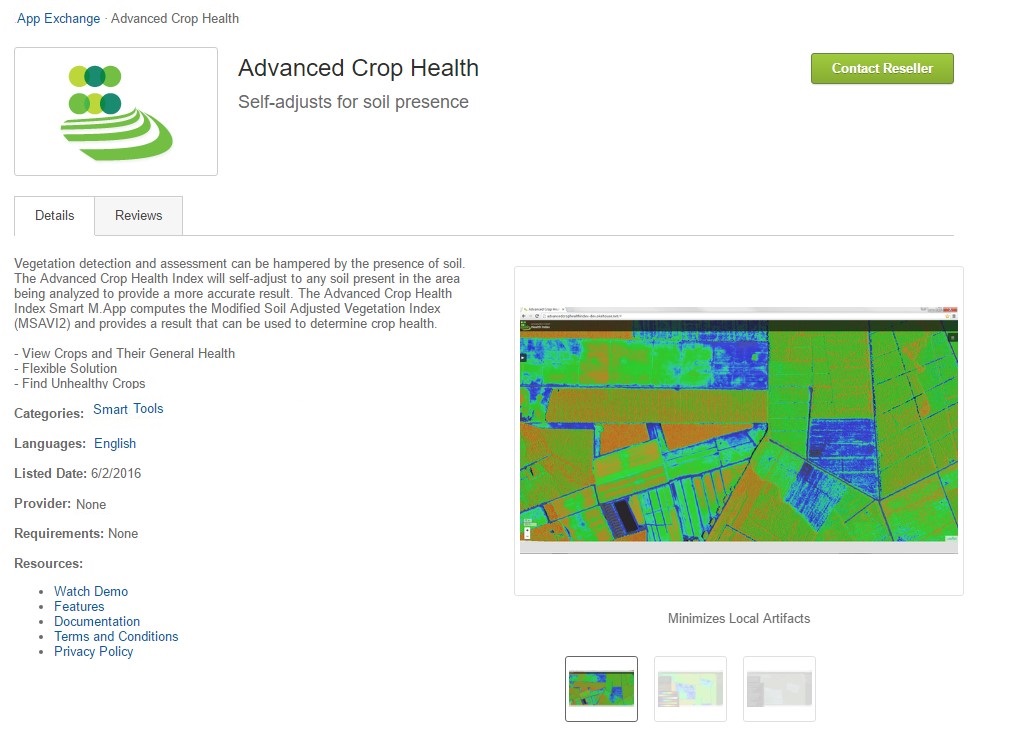 App Exchange · Advanced Crop Health
Advanced Crop Health
Self-adjusts for soil presence
Contact Reseller
Details
Reviews
Vegetation detection and assessment can be hampered by the presence of soil.
The Advanced Crop Health Index will self-adjust to any soil present in the area
being analyzed to provide a more accurate result. The Advanced Crop Health
Index Smart M.App computes the Modified Soil Adjusted Vegetation Index
(MSAVI2) and provides a result that can be used to determine crop health.
- View Crops and Their General Health
- Flexible Solution
- Find Unhealthy Crops
Categories: Smart Tools
Languages: English
Listed Date: 6/2/2016
Provider: None
Requirements: None
Resources:
• Watch Demo
• Features
• Documentation
• Terms and Conditions
• Privacy Policy
Minimizes Local Artifacts